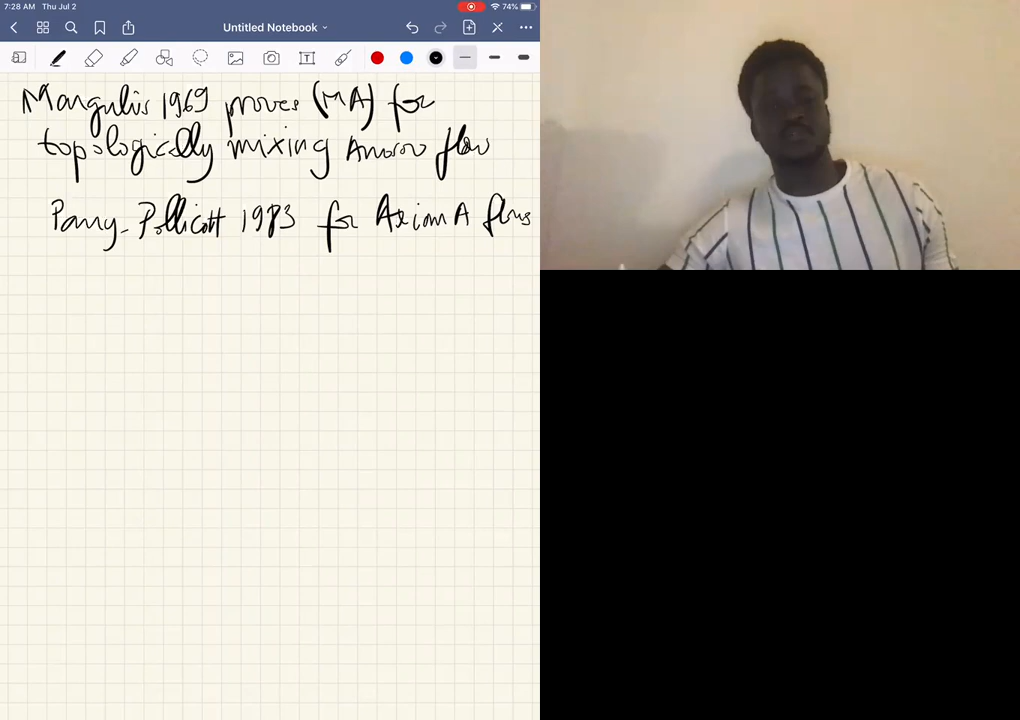 7:28 AM Thu Jul 2
74%
Untitled Notebook
T
Margulis 1969 proves (MA) for
topologically mixing Anosov flow
Parry-Pollicott 1983 for Axiom A flows